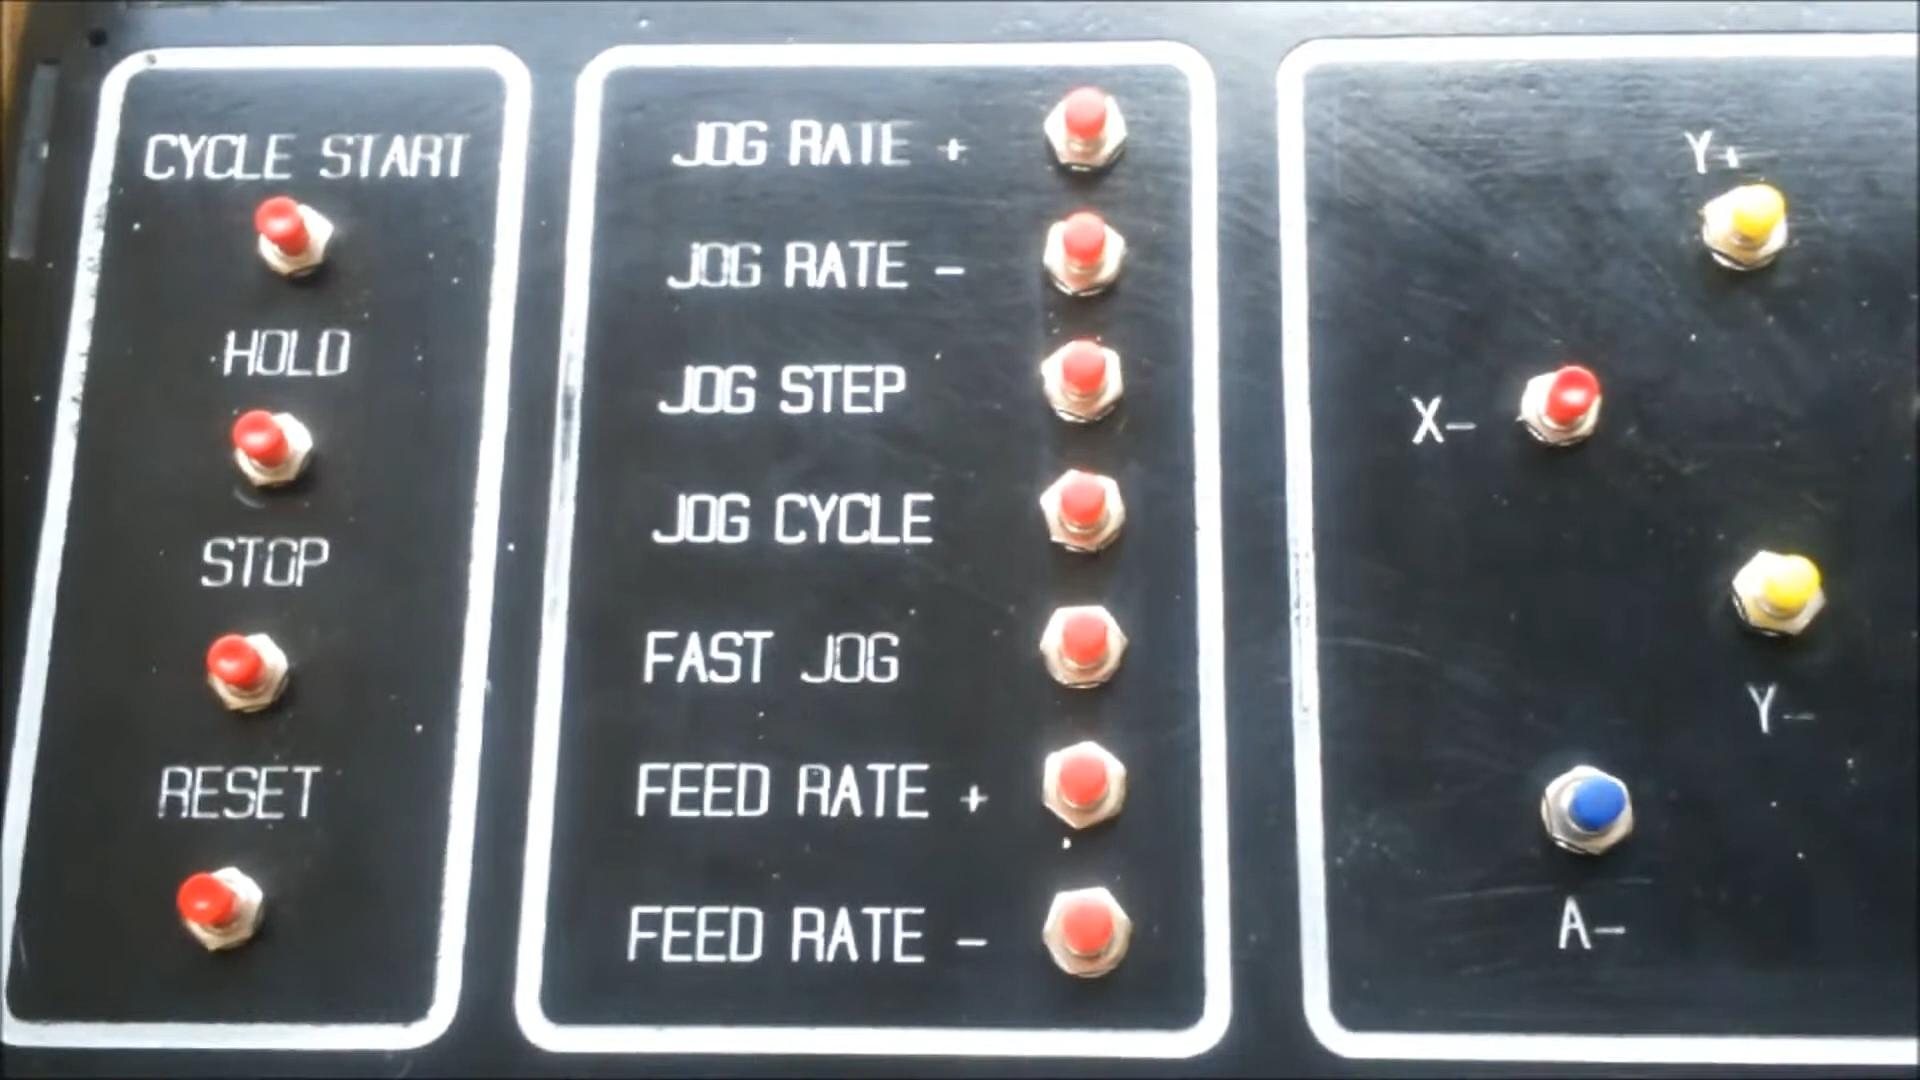 CYCLE START
HOLD
STOP
RESET
JOG RATE +
JOG RATE -
JOG STEP
JOG CYCLE
FAST JOG
FEED RATE +
FEED RATE -
Y+
X-
Y-
A-